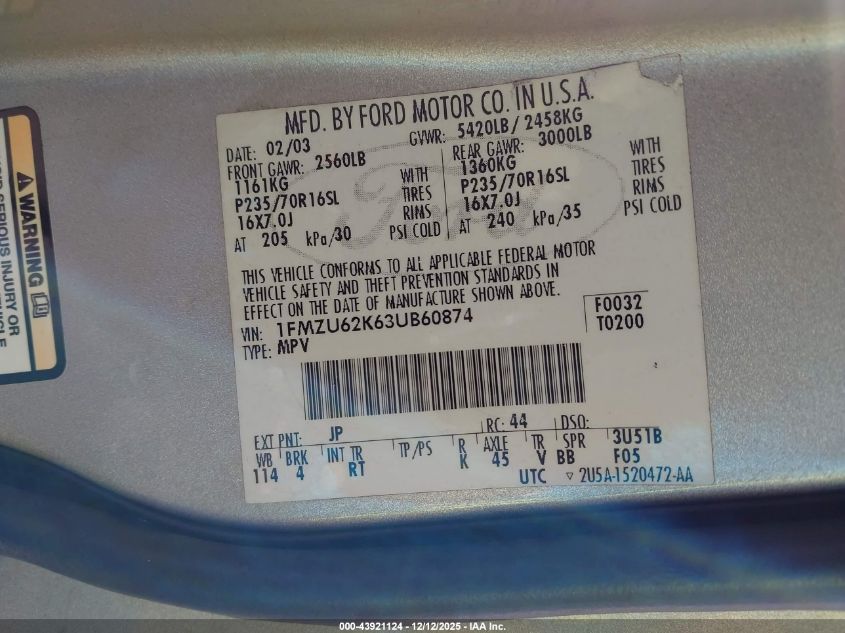 MFD. BY FORD MOTOR CO. IN U.S.A.
DATE: 02/03 GVWR: 5420LB/ 2458KG
FRONT GAWR: 2560LB REAR GAWR: 3000LB
1161KG WITH 1360KG WITH
P235/70R16SL TIRES P235/70R16SL TIRES
16X7.0J RIMS 16X7.0J RIMS
AT 205 kPa/30 PSI COLD AT 240 kPa/35 PSI COLD
Ford
THIS VEHICLE CONFORMS TO ALL APPLICABLE FEDERAL MOTOR
VEHICLE SAFETY AND THEFT PREVENTION STANDARDS IN
EFFECT ON THE DATE OF MANUFACTURE SHOWN ABOVE.
VIN: 1FMZU62K63UB60874 F0032
TYPE: MPV T0200
EXT PNT: JP RC: 44 DSO:
WB BRK INT TR TP/PS R AXLE TR SPR 3U51B
114 4 RT K 45 V BB F05
UTC ▿ 2U5A-1520472-AA
WARNING
SERIOUS INJURY OR
VEHICLE
000-43921124 - 12/12/2025 - IAA Inc.